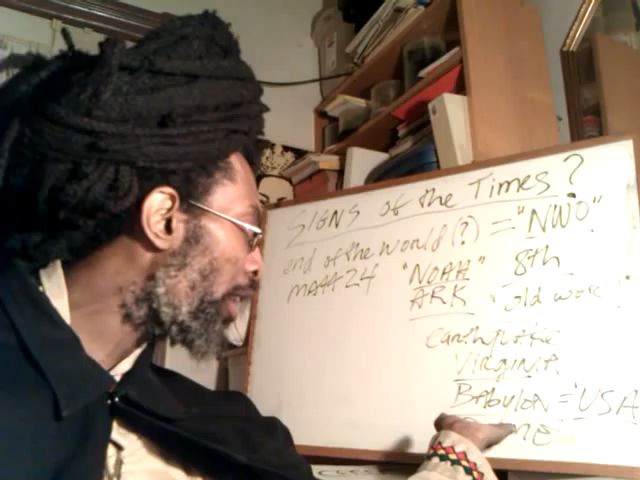 SIGNS of the Times?
end of the world(?) = "NWO"
MATT 24 "NOAH" 8th
ARK "old world"
earthquake
VIRGINIA
BABYLON = 'USA